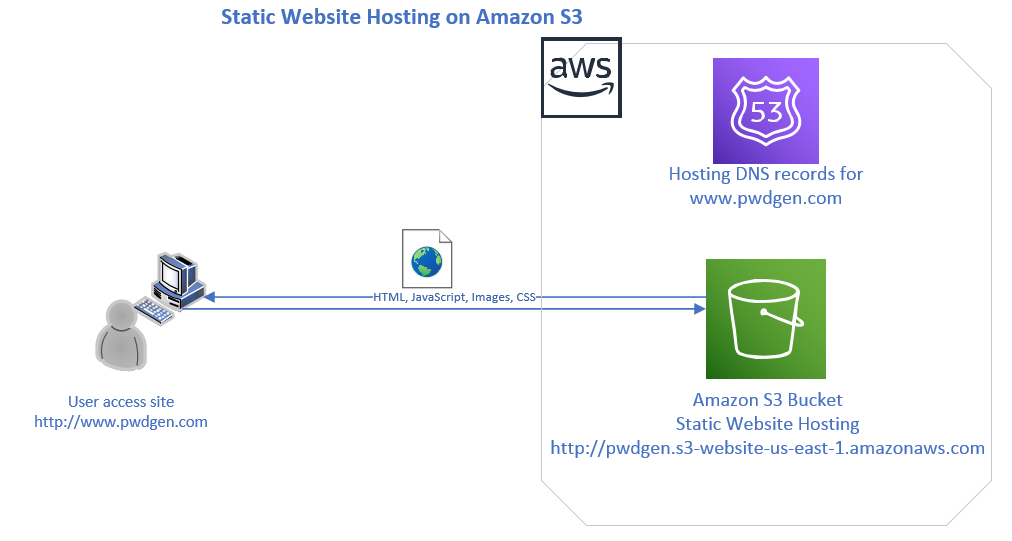 Static Website Hosting on Amazon S3
aws
53
Hosting DNS records for
www.pwdgen.com
HTML, JavaScript, Images, CSS
User access site
http://www.pwdgen.com
Amazon S3 Bucket
Static Website Hosting
http://pwdgen.s3-website-us-east-1.amazonaws.com